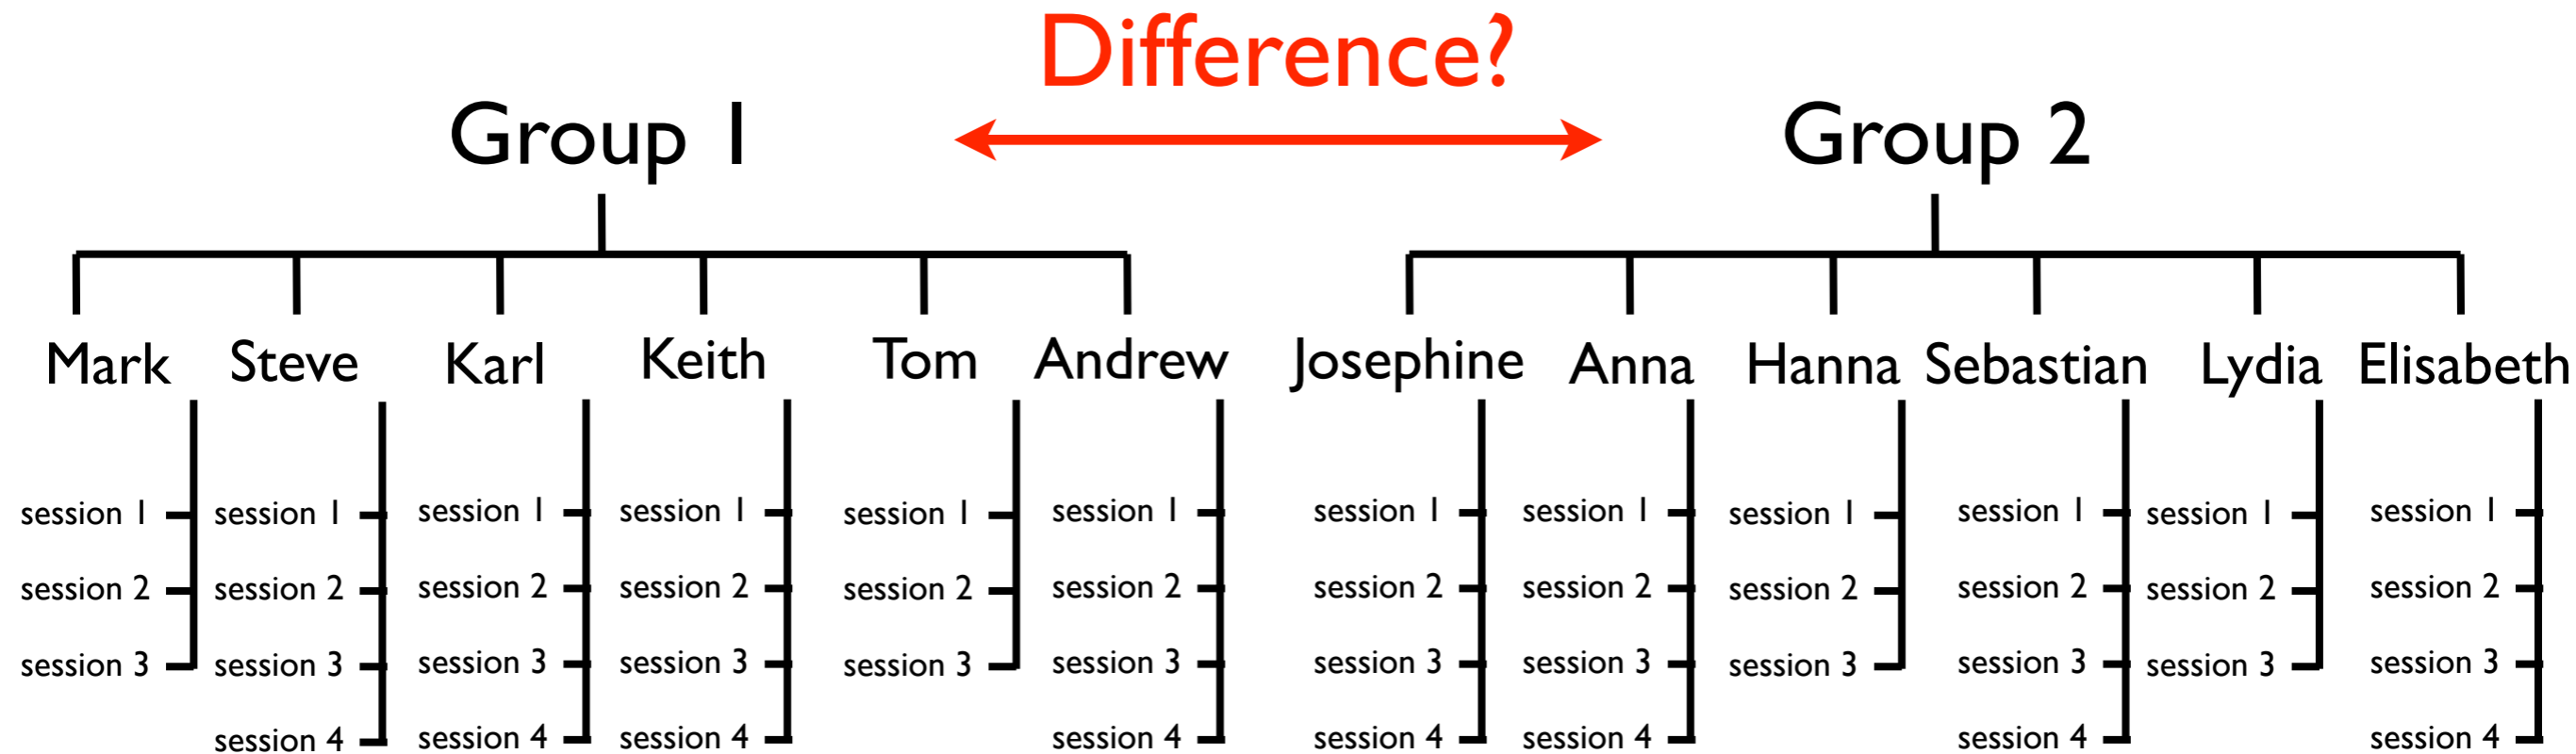 Difference?
Group 1 Group 2
Mark Steve Karl Keith Tom Andrew Josephine Anna Hanna Sebastian Lydia Elisabeth
session 1 session 1 session 1 session 1 session 1 session 1 session 1 session 1 session 1 session 1 session 1 session 1
session 2 session 2 session 2 session 2 session 2 session 2 session 2 session 2 session 2 session 2 session 2 session 2
session 3 session 3 session 3 session 3 session 3 session 3 session 3 session 3 session 3 session 3 session 3 session 3
session 4 session 4 session 4 session 4 session 4 session 4 session 4 session 4